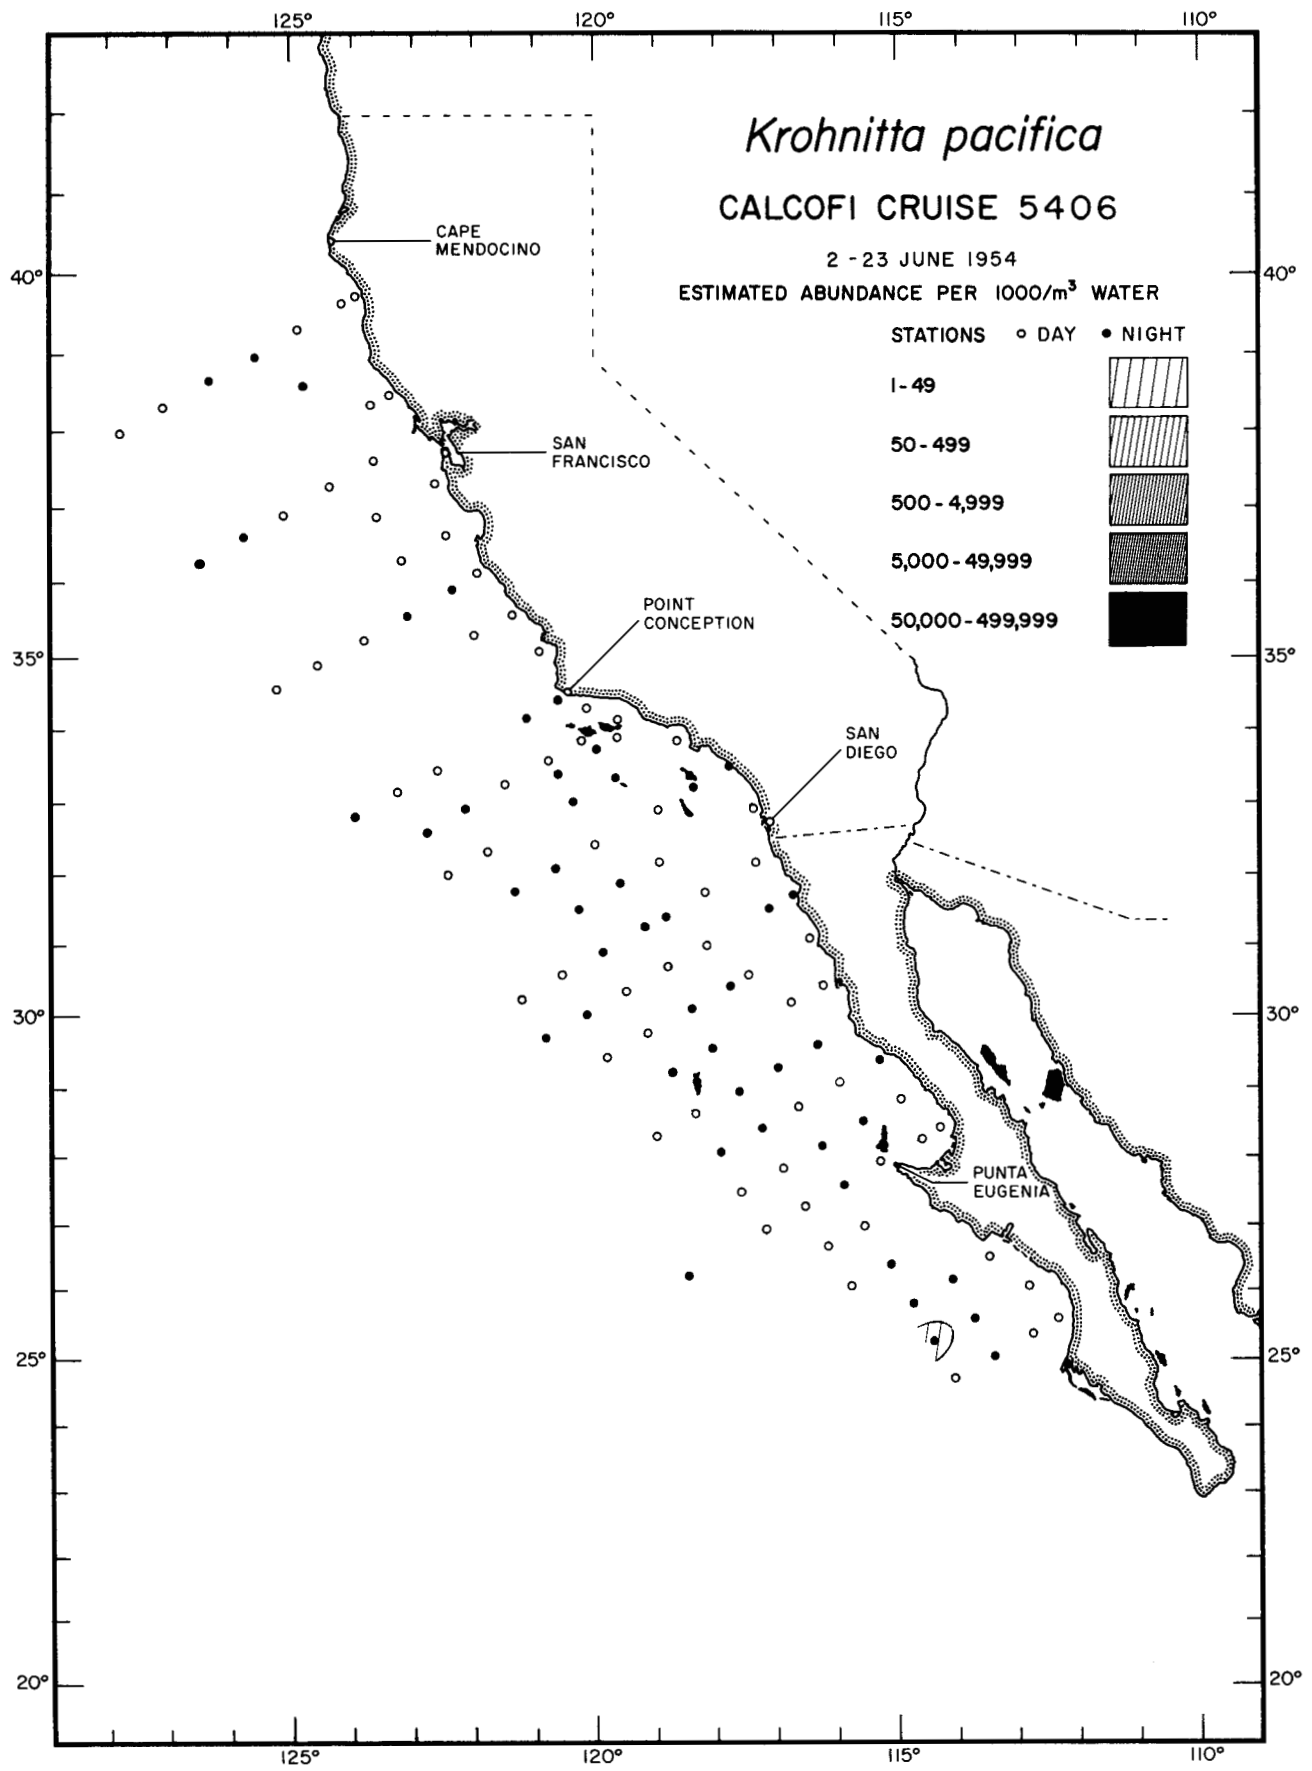 125° 120° 115° 110°
Krohnitta pacifica
CALCOFI CRUISE 5406
2 - 23 JUNE 1954
ESTIMATED ABUNDANCE PER 1000/m³ WATER
STATIONS ○ DAY ● NIGHT
1-49
50-499
500-4,999
5,000-49,999
50,000-499,999
CAPE
MENDOCINO
40° 40°
SAN
FRANCISCO
POINT
CONCEPTION
35° 35°
SAN
DIEGO
30° 30°
PUNTA
EUGENIA
25° 25°
20° 20°
125° 120° 115° 110°